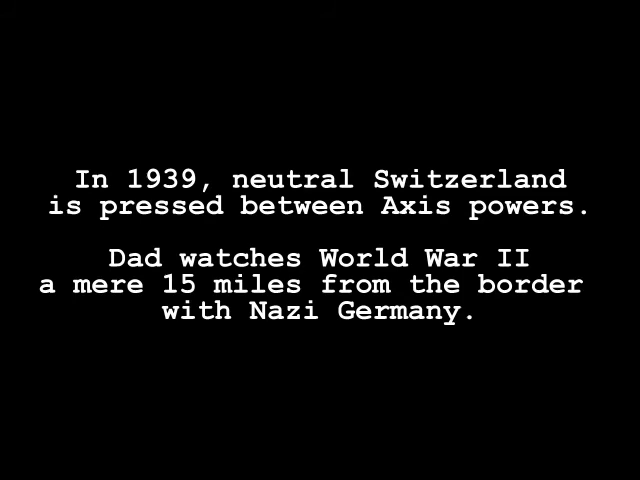 In 1939, neutral Switzerland
is pressed between Axis powers.
Dad watches World War II
a mere 15 miles from the border
with Nazi Germany.